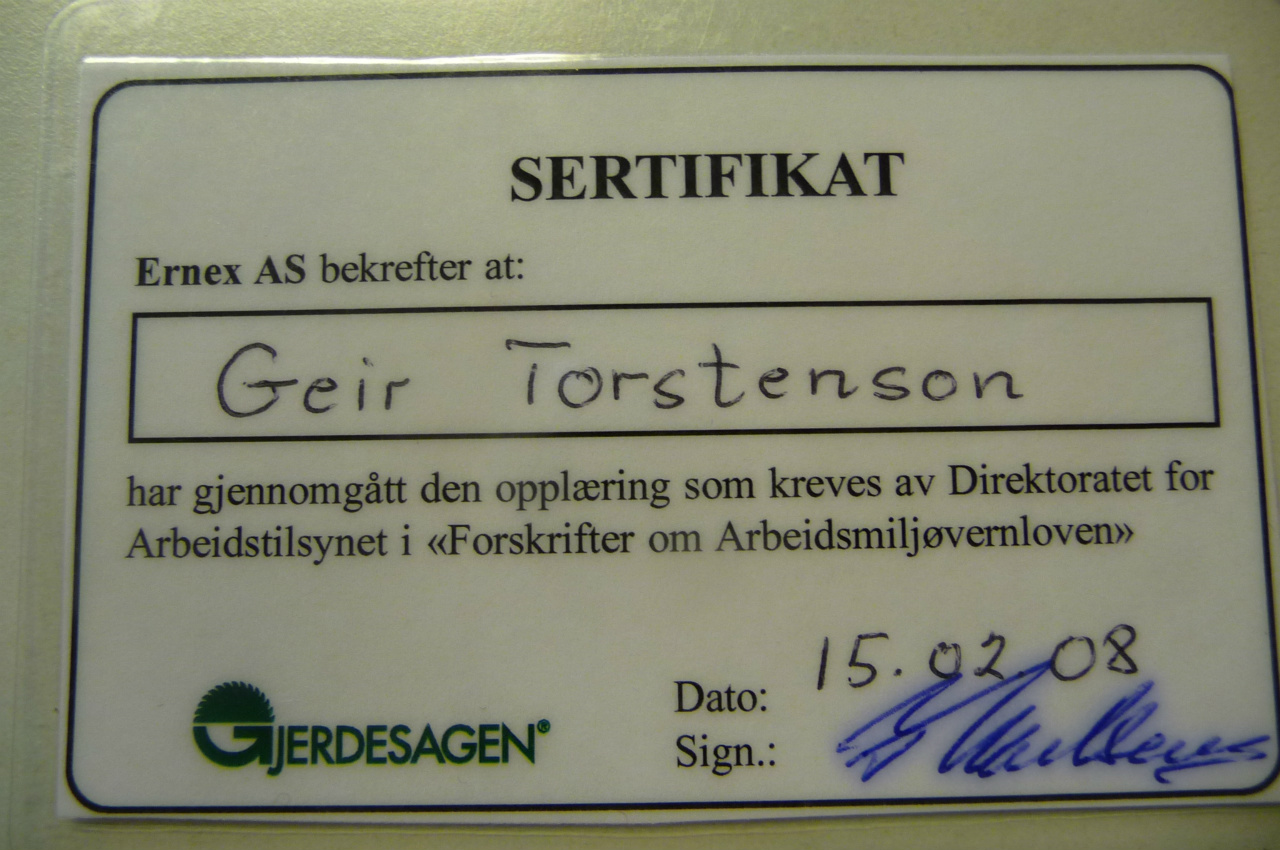 SERTIFIKAT
Ernex AS bekrefter at:
Geir Torstenson
har gjennomgått den opplæring som kreves av Direktoratet for
Arbeidstilsynet i «Forskrifter om Arbeidsmiljøvernloven»
Dato: 15.02.08
Sign.:
GJERDESAGEN®